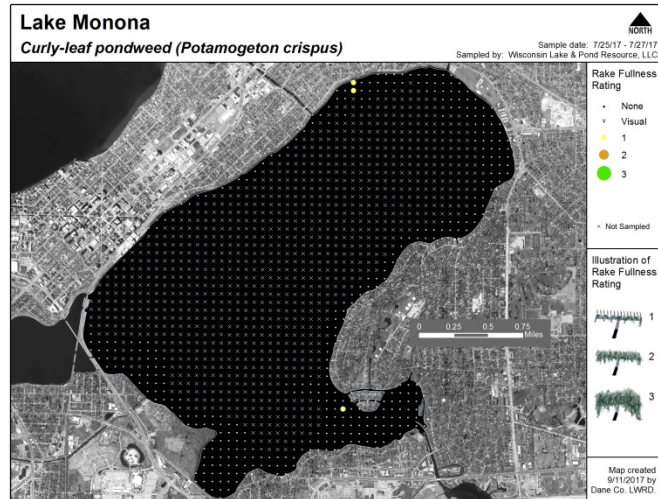 Lake Monona
Curly-leaf pondweed (Potamogeton crispus)
NORTH
Sample date: 7/25/17 - 7/27/17
Sampled by: Wisconsin Lake & Pond Resource, LLC
Rake Fullness
Rating
None
Visual
1
2
3
Not Sampled
0 0.25 0.5 0.75
Miles
Illustration of
Rake Fullness
Rating
1
2
3
Map created
9/11/2017 by
Dane Co. LWRD.